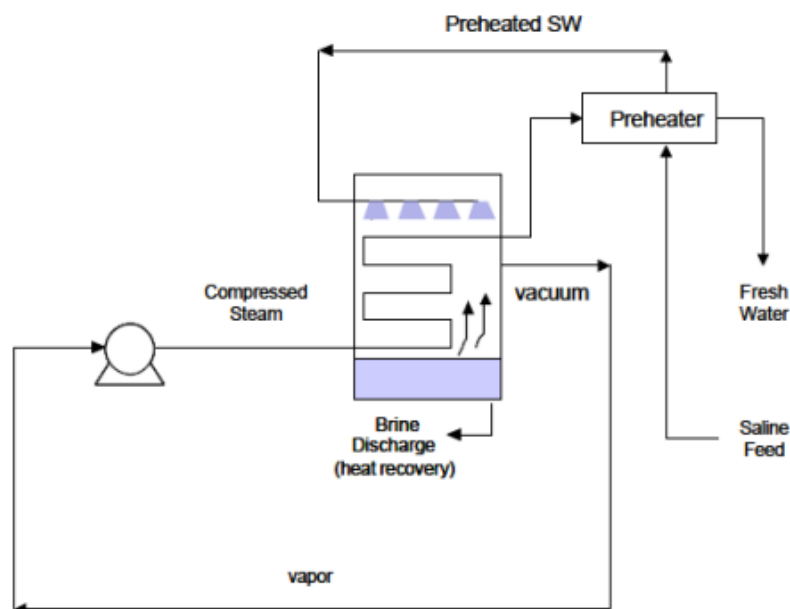 Preheated SW
Preheater
Compressed
Steam
vacuum
Fresh
Water
Brine
Discharge
(heat recovery)
Saline
Feed
vapor